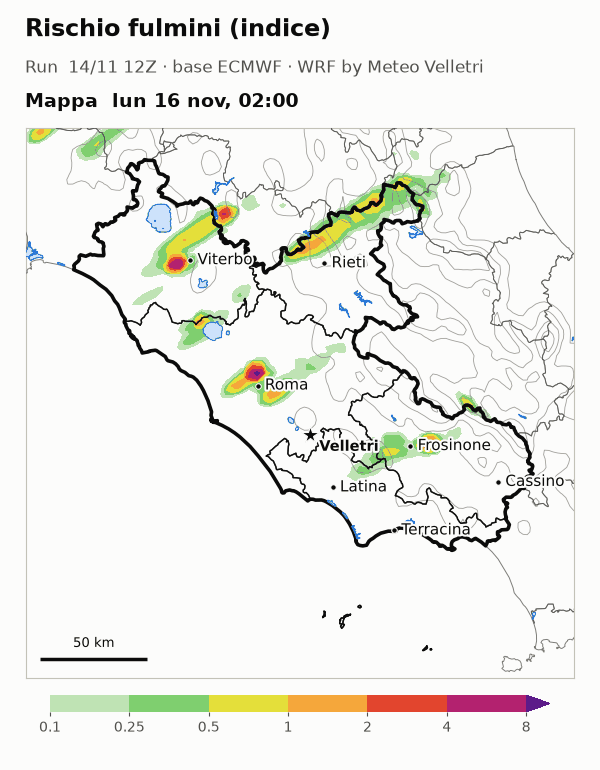 Rischio fulmini (indice)
Run  14/11 12Z · base ECMWF · WRF by Meteo Velletri
Mappa  lun 16 nov, 02:00
Viterbo
Rieti
Roma
Velletri
Frosinone
Latina
Cassino
Terracina
50 km
0.1 0.25 0.5 1 2 4 8